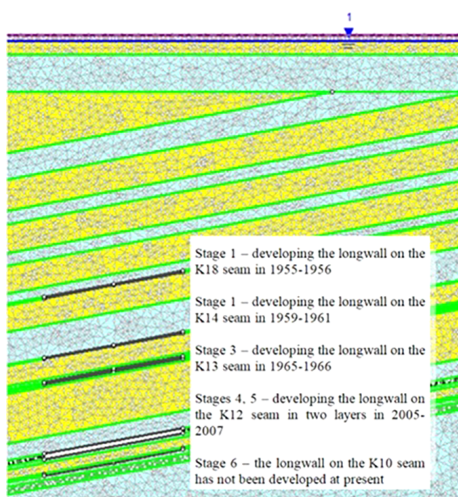 1
Stage 1 – developing the longwall on the
K18 seam in 1955-1956
Stage 1 – developing the longwall on the
K14 seam in 1959-1961
Stage 3 – developing the longwall on the
K13 seam in 1965-1966
Stages 4, 5 – developing the longwall on
the K12 seam in two layers in 2005-
2007
Stage 6 – the longwall on the K10 seam
has not been developed at present